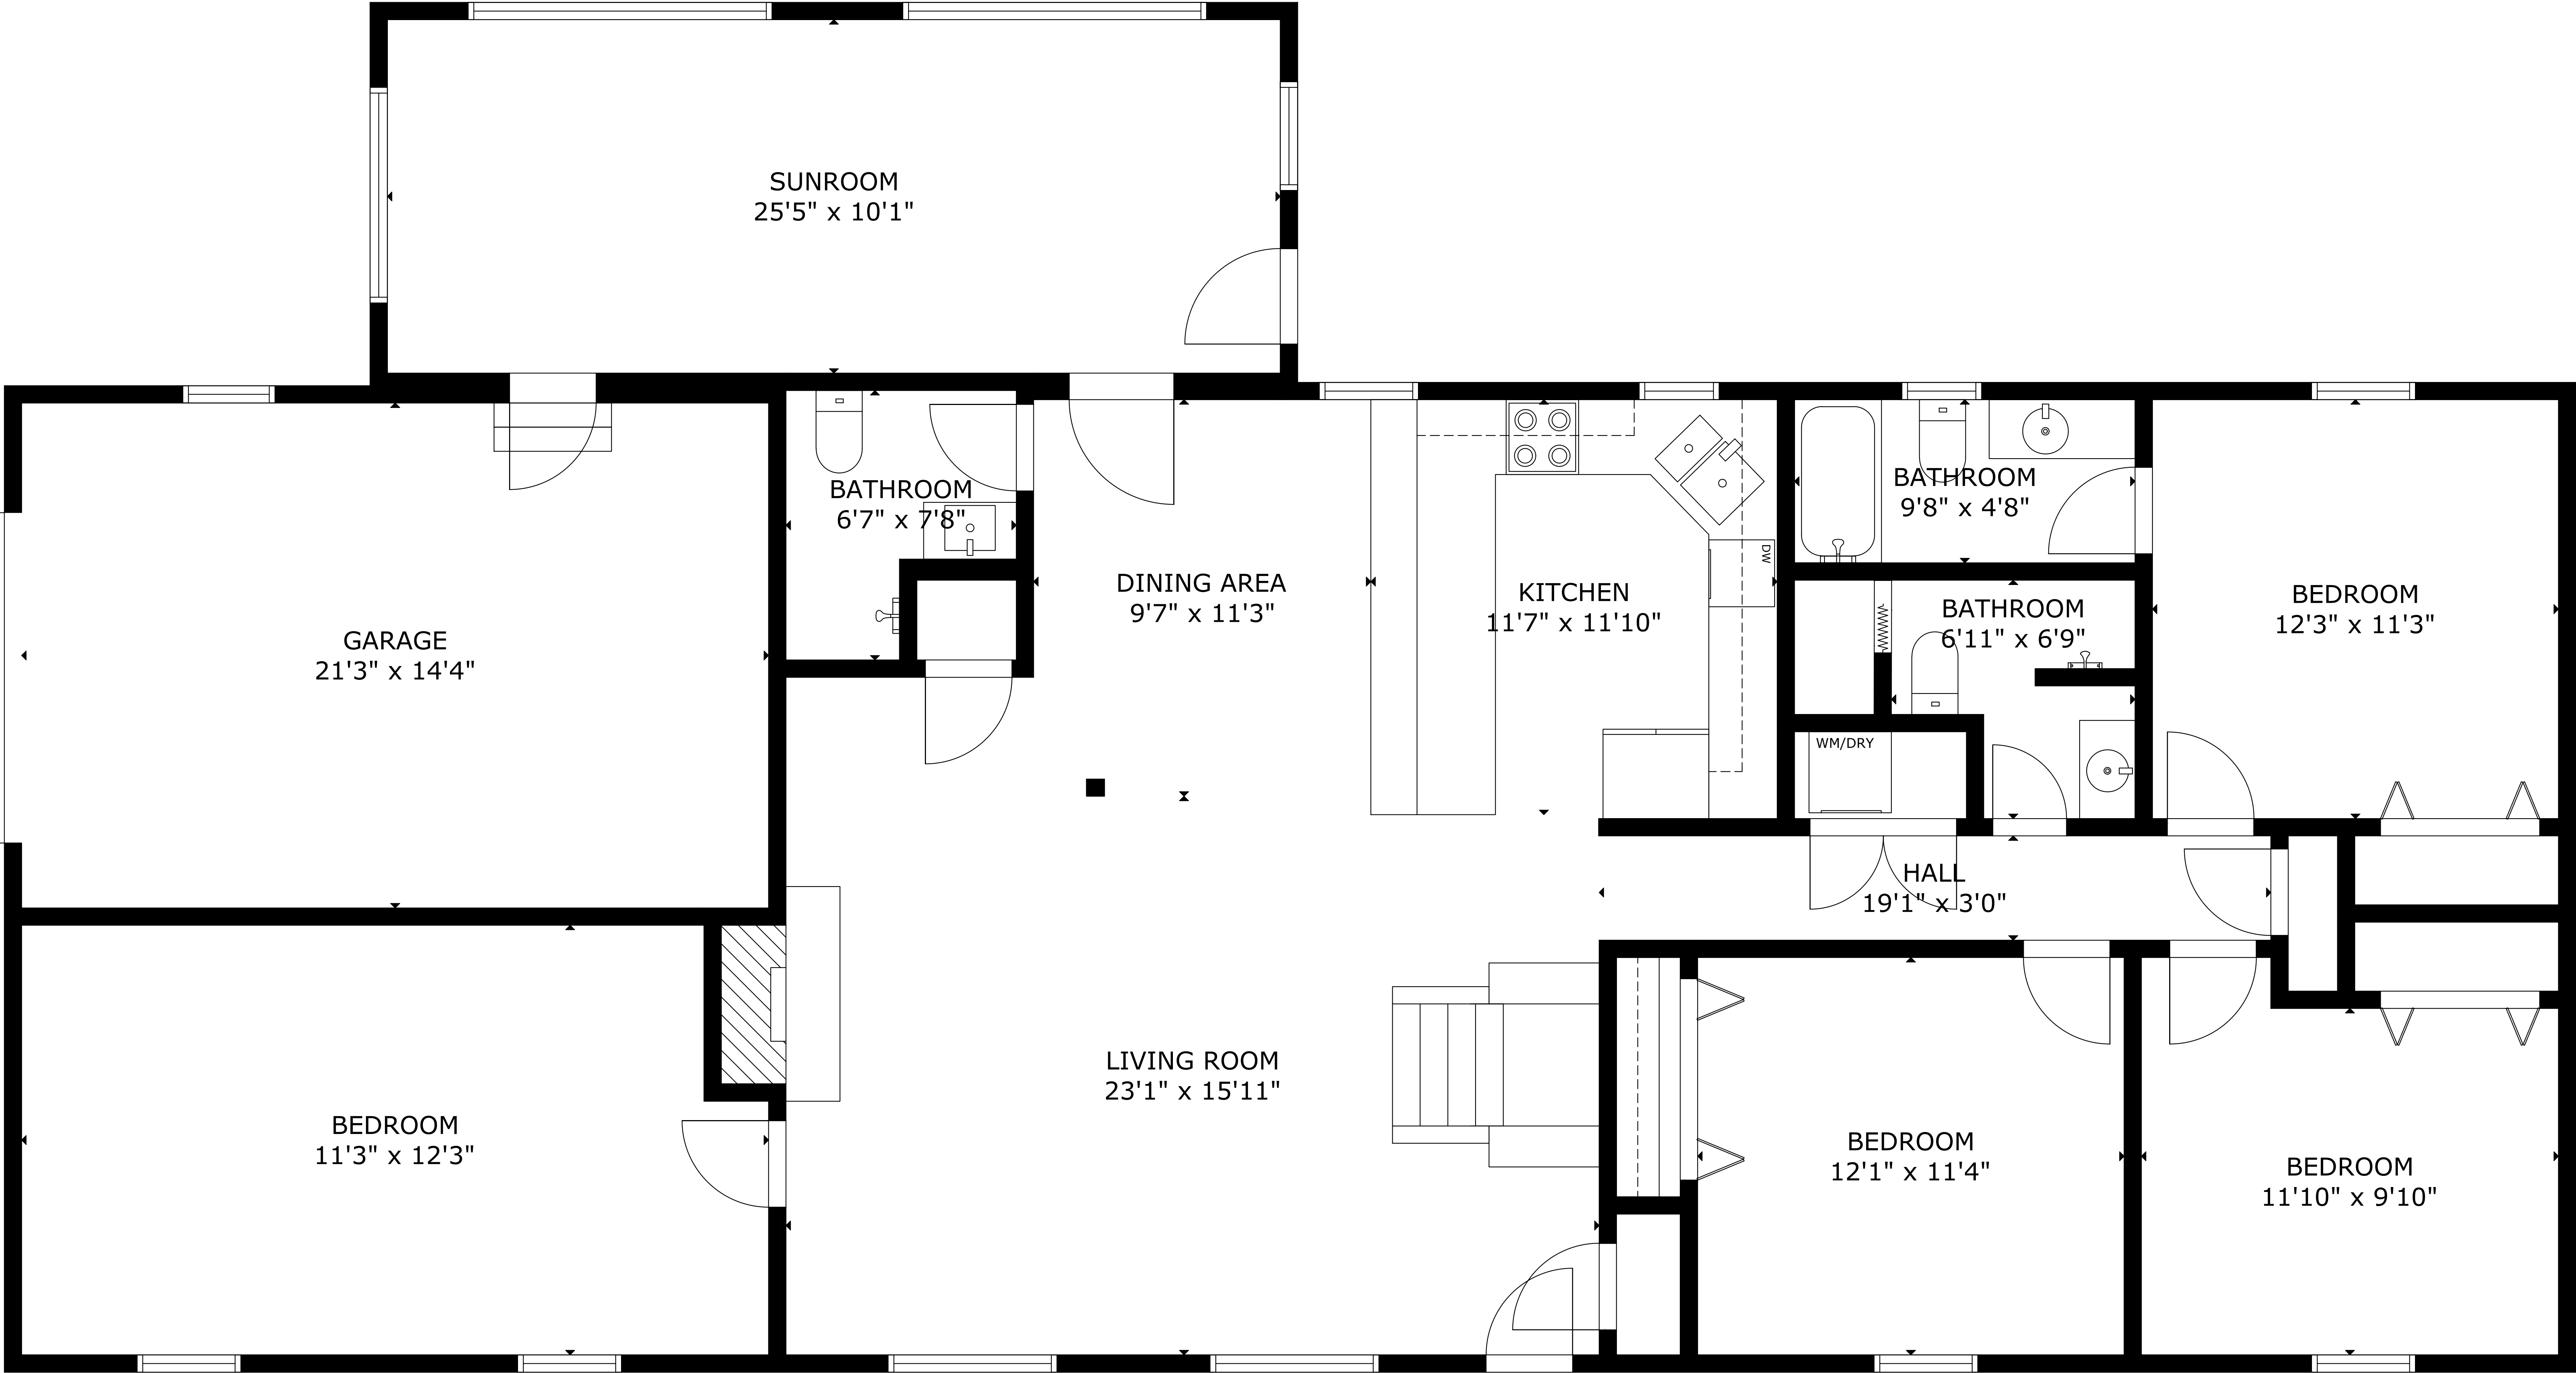 SUNROOM
25'5" x 10'1"
BATHROOM
6'7" x 7'8"
BATHROOM
9'8" x 4'8"
DW
DINING AREA
9'7" x 11'3"
KITCHEN
11'7" x 11'10"
BATHROOM
6'11" x 6'9"
BEDROOM
12'3" x 11'3"
GARAGE
21'3" x 14'4"
WM/DRY
HALL
19'1" x 3'0"
LIVING ROOM
23'1" x 15'11"
BEDROOM
11'3" x 12'3"
BEDROOM
12'1" x 11'4"
BEDROOM
11'10" x 9'10"